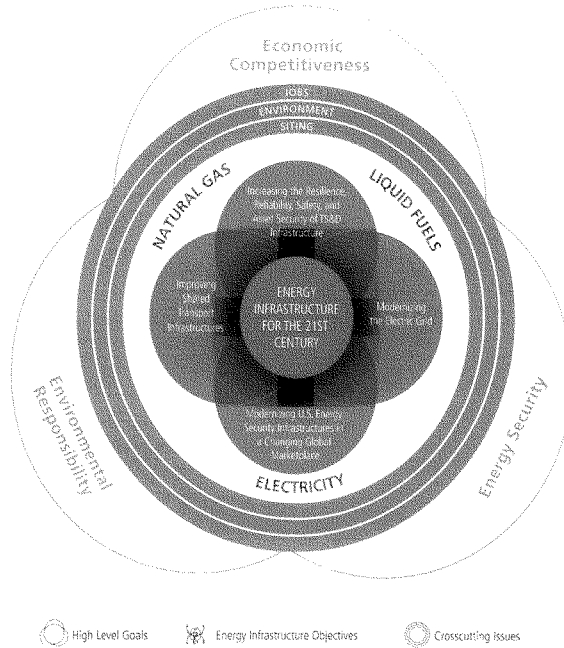 Economic
Competitiveness
JOBS
ENVIRONMENT
SITING
NATURAL GAS
LIQUID FUELS
Increasing the Resilience,
Reliability, Safety, and
Asset Security of TS&D
Infrastructure
Improving
Shared
Transport
Infrastructures
ENERGY
INFRASTRUCTURE
FOR THE 21ST
CENTURY
Modernizing
the Electric Grid
Modernizing U.S. Energy
Security Infrastructures in
a Changing Global
Marketplace
ELECTRICITY
Environmental
Responsibility
Energy Security
High Level Goals
Energy Infrastructure Objectives
Crosscutting Issues